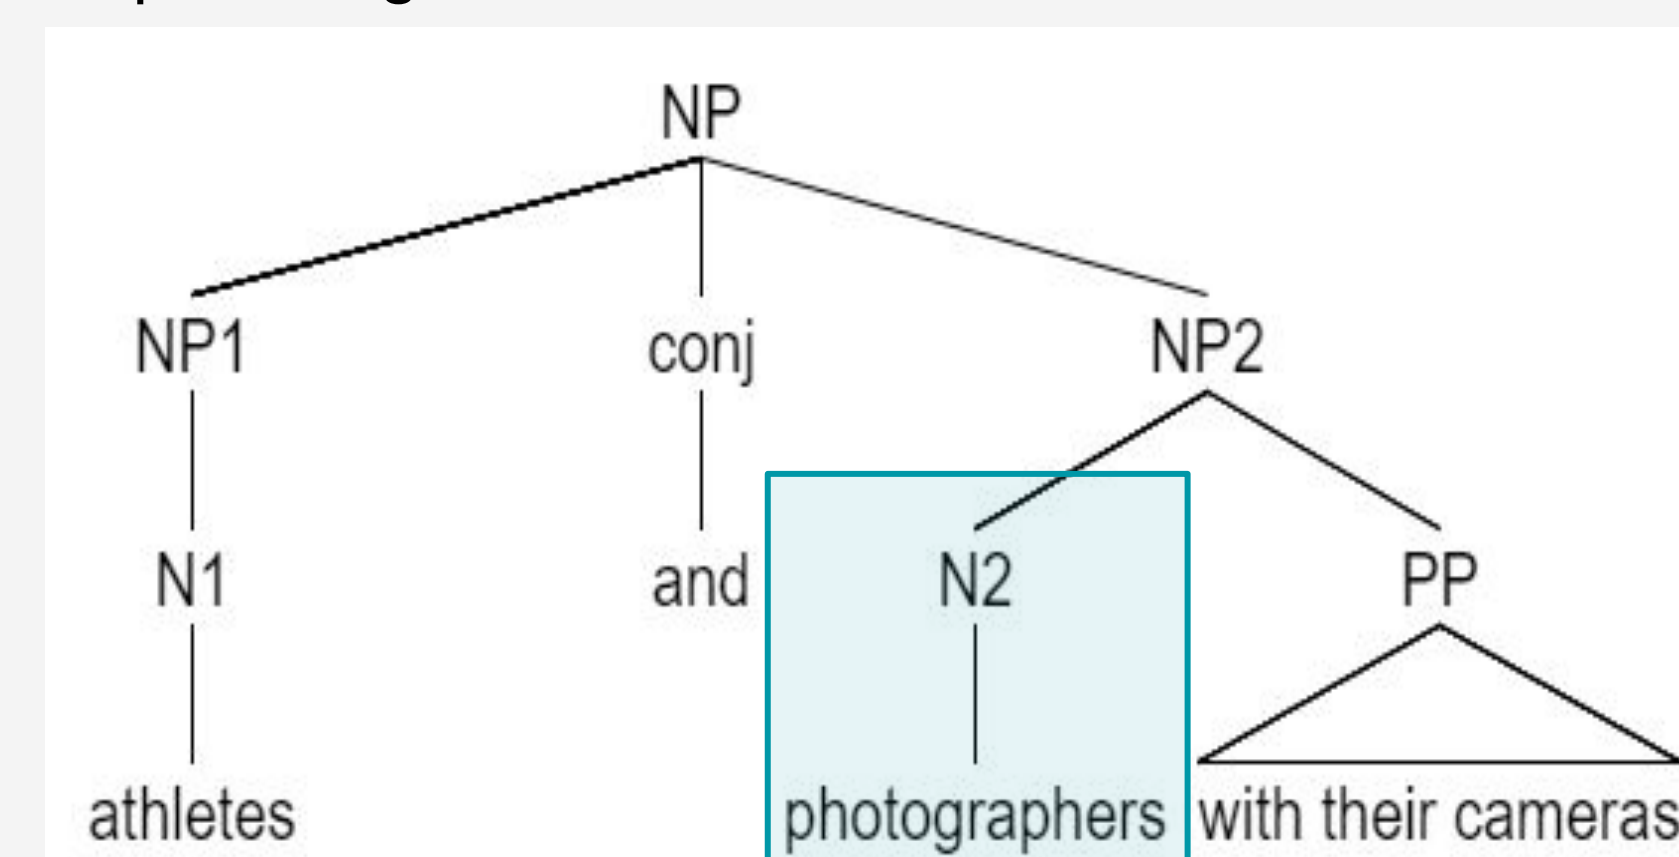 NP
NP1 conj NP2
N1 and N2 PP
athletes photographers with their cameras